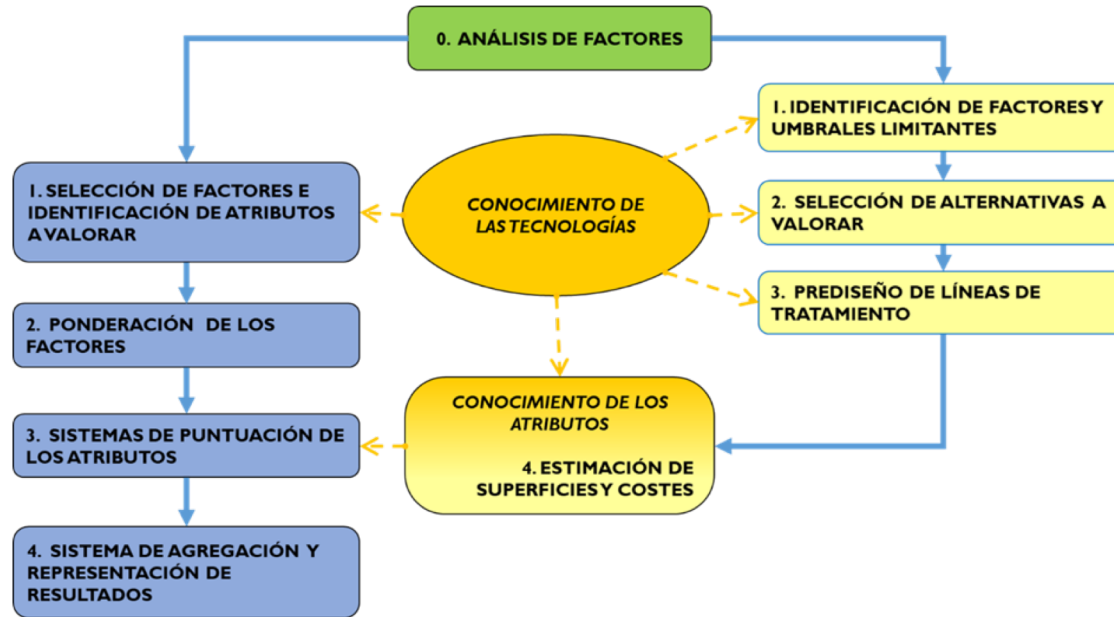 0. ANÁLISIS DE FACTORES
1. IDENTIFICACIÓN DE FACTORES Y
UMBRALES LIMITANTES
1. SELECCIÓN DE FACTORES E
IDENTIFICACIÓN DE ATRIBUTOS
A VALORAR
CONOCIMIENTO DE
LAS TECNOLOGÍAS
2. SELECCIÓN DE ALTERNATIVAS A
VALORAR
3. PREDISEÑO DE LÍNEAS DE
TRATAMIENTO
2. PONDERACIÓN DE LOS
FACTORES
CONOCIMIENTO DE LOS
ATRIBUTOS
4. ESTIMACIÓN DE
SUPERFICIES Y COSTES
3. SISTEMAS DE PUNTUACIÓN DE
LOS ATRIBUTOS
4. SISTEMA DE AGREGACIÓN Y
REPRESENTACIÓN DE
RESULTADOS